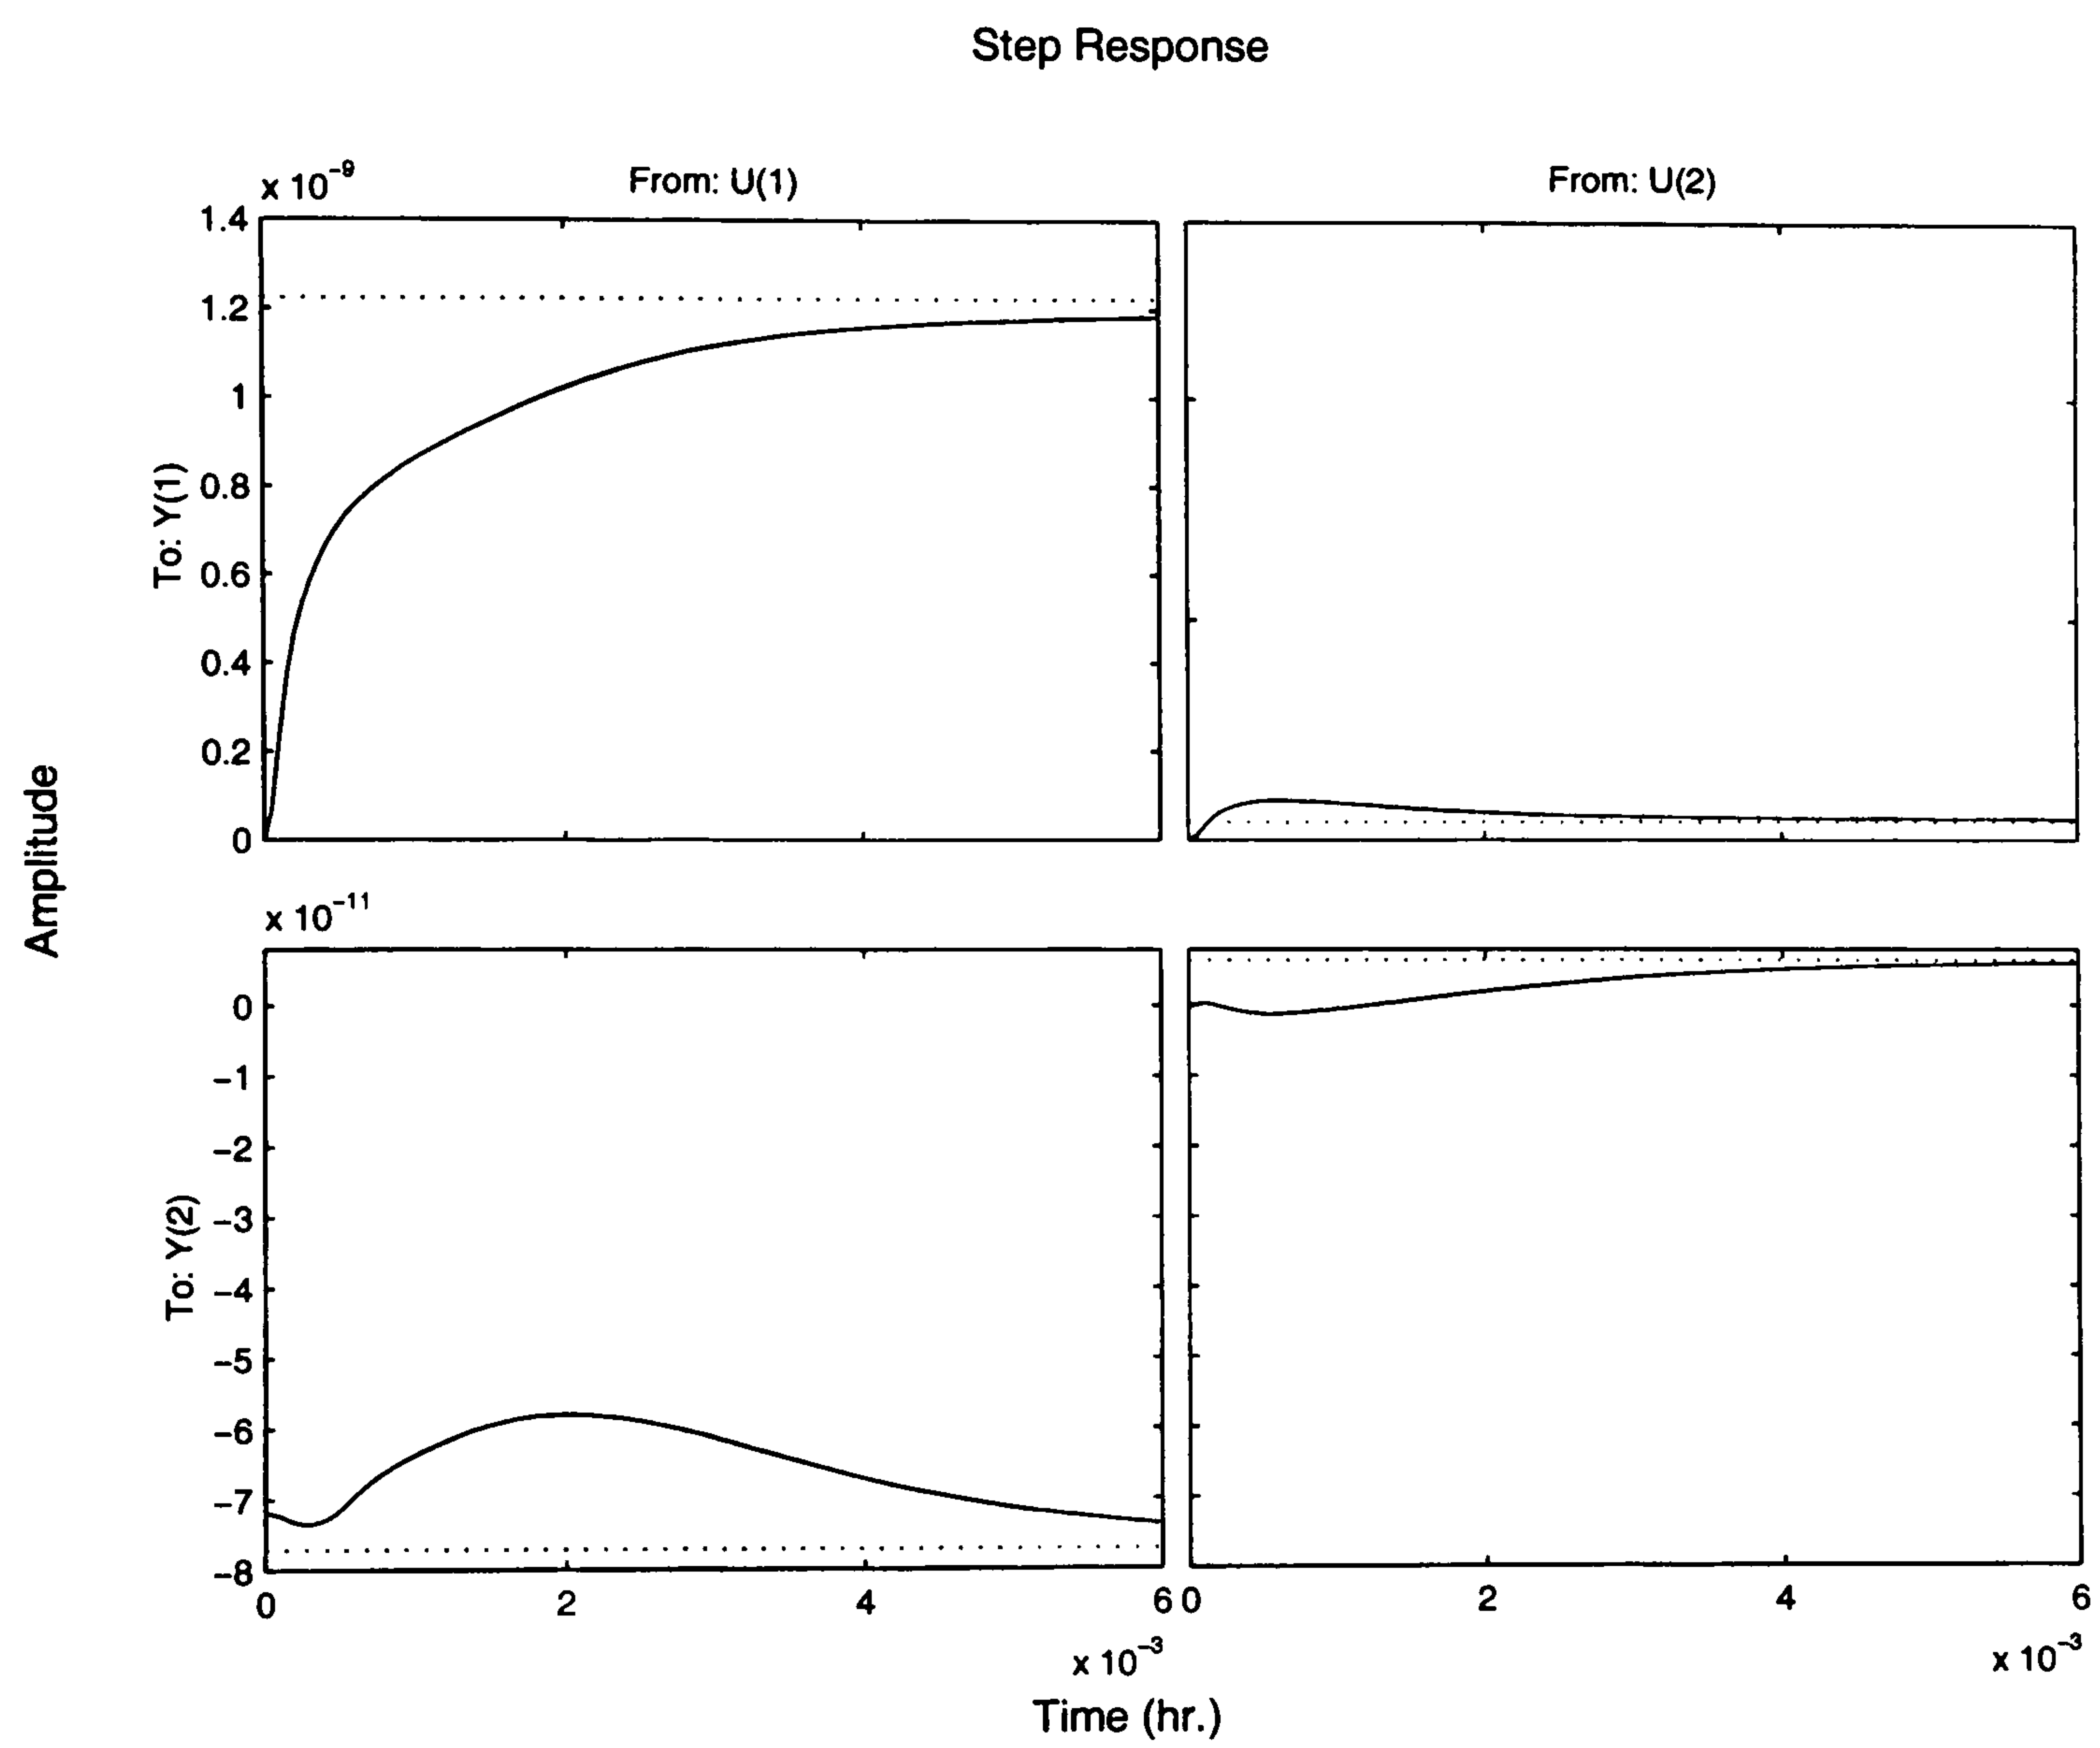 Step Response
From: U(1)
From: U(2)
x 10⁻⁹
1.4
1.2
1
0.8
0.6
0.4
0.2
0
To: Y(1)
Amplitude
x 10⁻¹¹
0
−1
−2
−3
−4
−5
−6
−7
−8
To: Y(2)
0 2 4 6 0 2 4 6
x 10⁻³ x 10⁻³
Time (hr.)